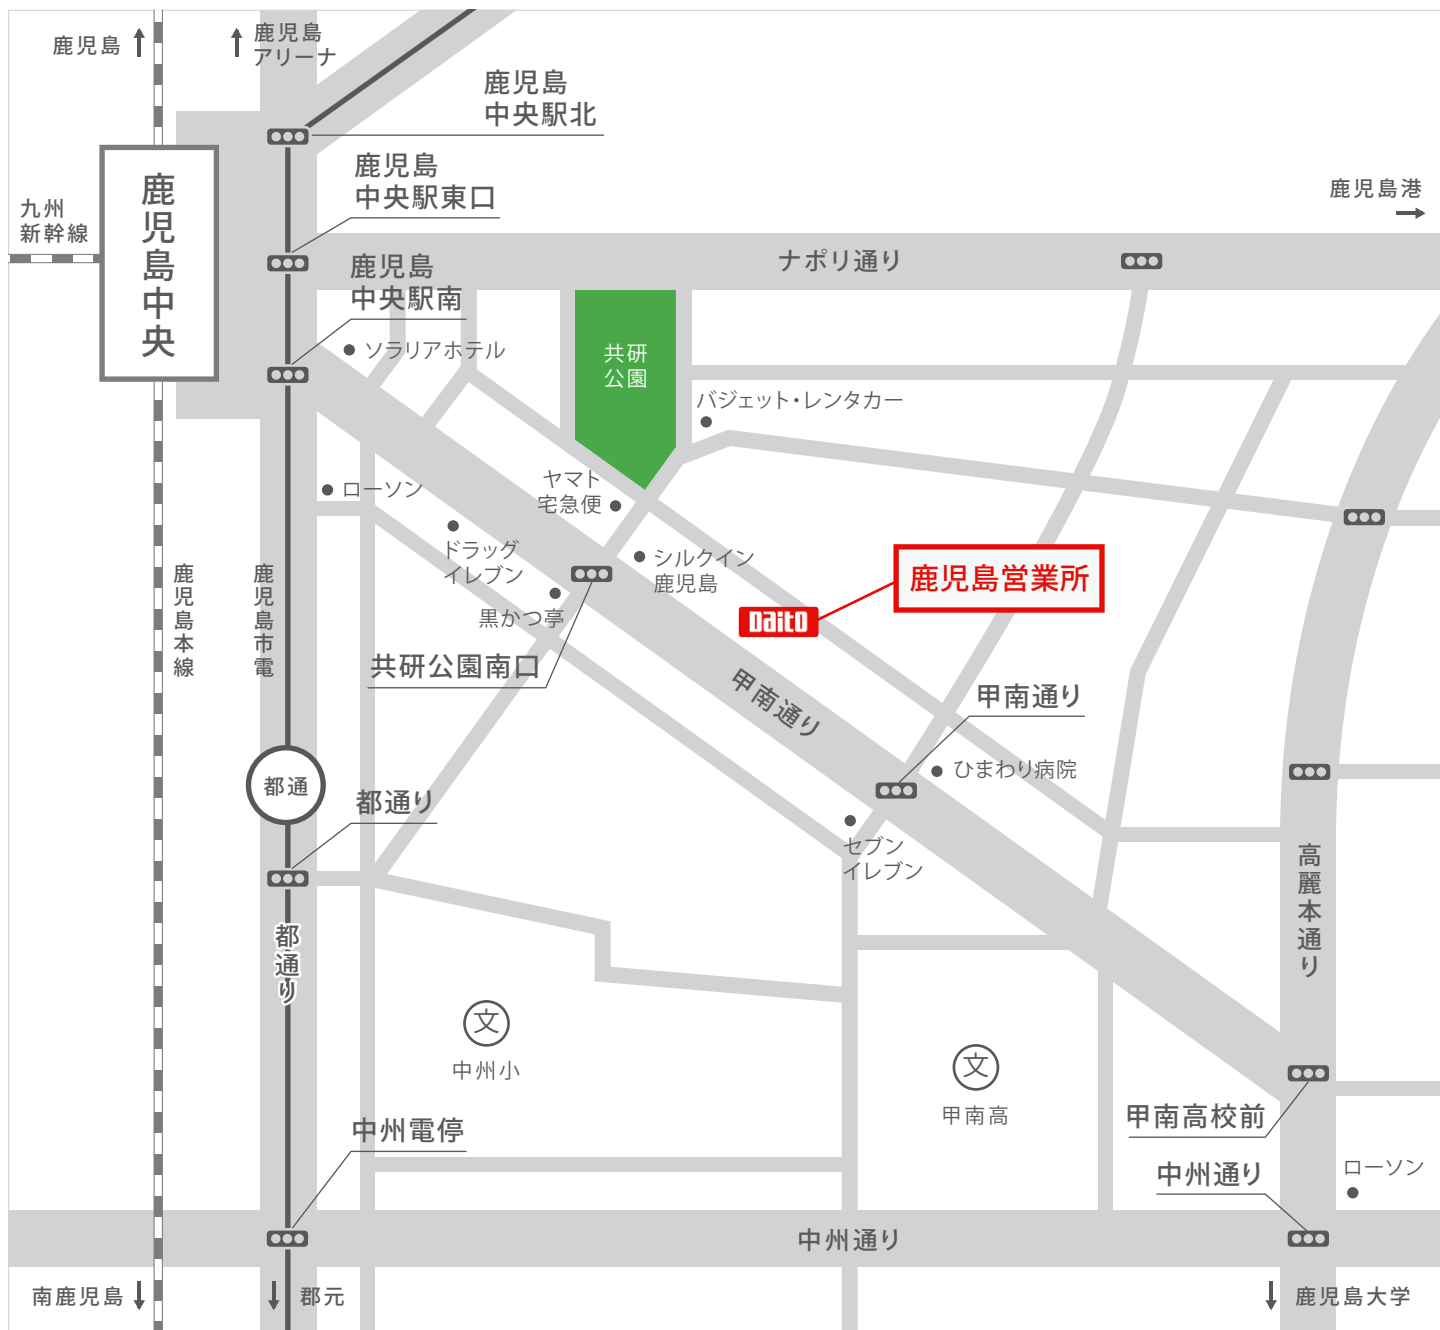 鹿児島
鹿児島
アリーナ
鹿児島
中央駅北
鹿児島
中央駅東口
鹿児島港
九州
新幹線
鹿児島中央
ナポリ通り
鹿児島
中央駅南
ソラリアホテル
共研
公園
バジェット・レンタカー
ローソン
ヤマト
宅急便
ドラッグ
イレブン
シルクイン
鹿児島
鹿児島営業所
Daito
黒かつ亭
鹿児島本線
鹿児島市電
共研公園南口
甲南通り
甲南通り
都通
都通り
ひまわり病院
セブン
イレブン
高麗本通り
都通り
文
中州小
文
甲南高
中州電停
甲南高校前
中州通り
ローソン
中州通り
南鹿児島
郡元
鹿児島大学